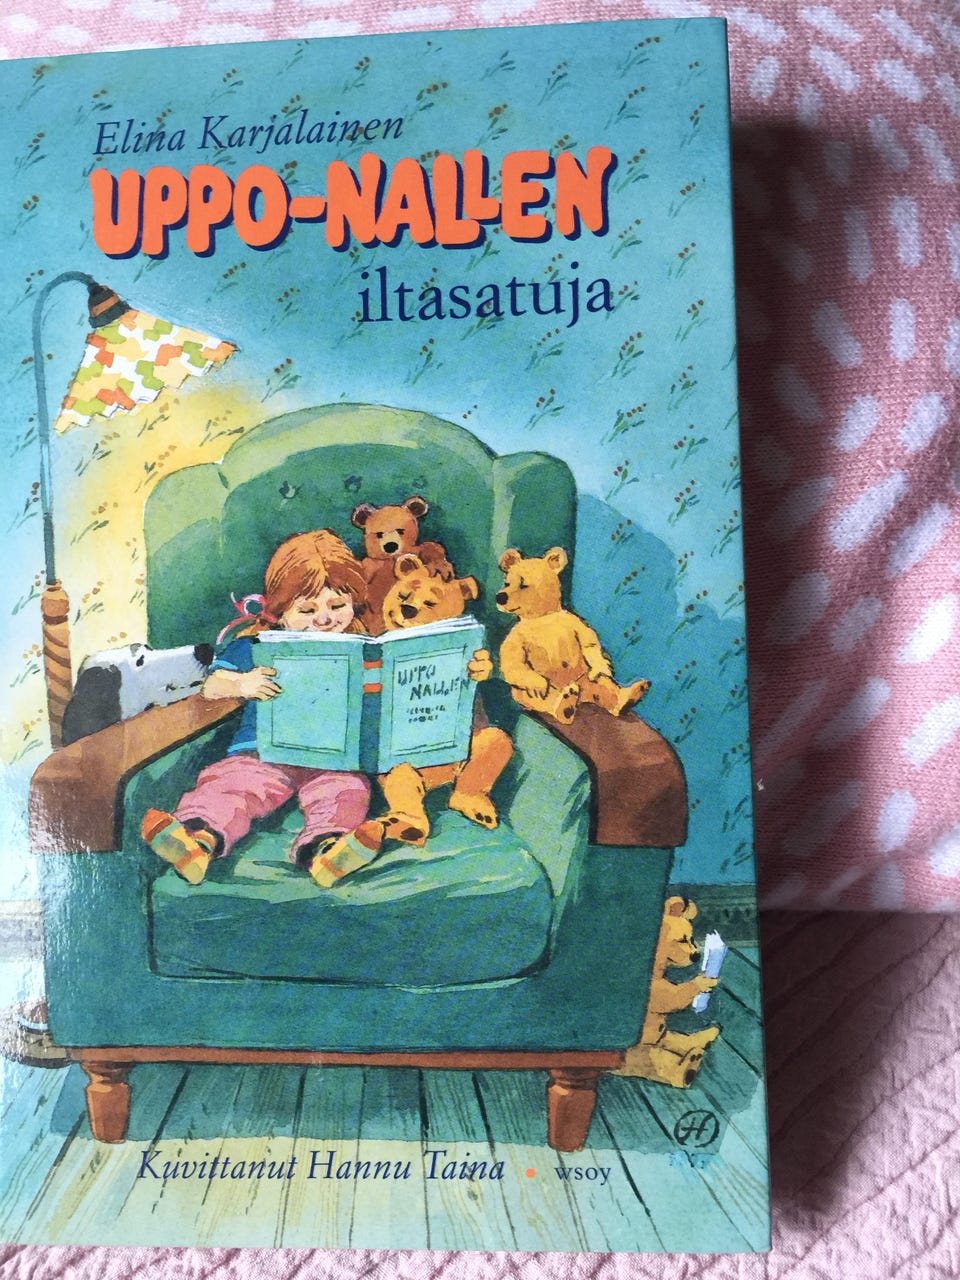 Elina Karjalainen
UPPO-NALLEN
iltasatuja
UPPO
NALLEN
Kuvittanut Hannu Taina • wsoy